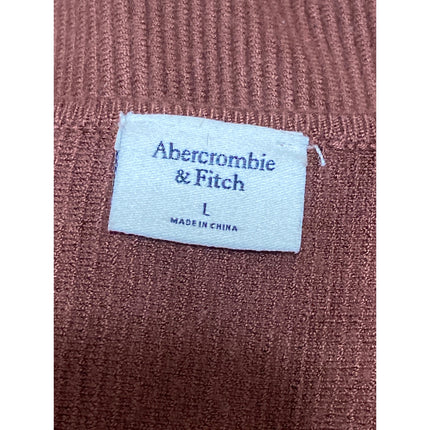 Abercrombie
& Fitch
L
MADE IN CHINA